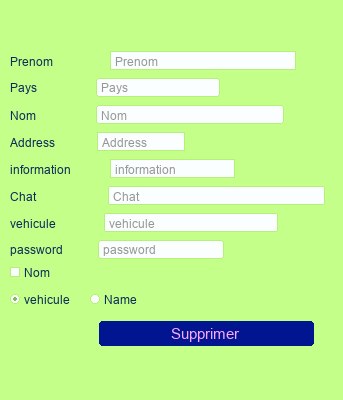 Prenom Prenom
Pays Pays
Nom Nom
Address Address
information information
Chat Chat
vehicule vehicule
password password
Nom
vehicule Name
Supprimer